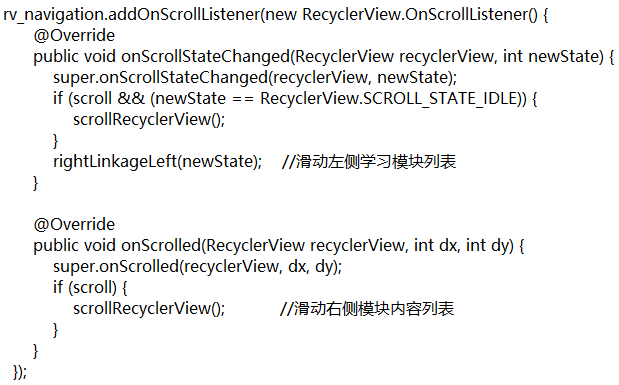 rv_navigation.addOnScrollListener(new RecyclerView.OnScrollListener() {
    @Override
    public void onScrollStateChanged(RecyclerView recyclerView, int newState) {
        super.onScrollStateChanged(recyclerView, newState);
        if (scroll && (newState == RecyclerView.SCROLL_STATE_IDLE)) {
            scrollRecyclerView();
        }
        rightLinkageLeft(newState);    //滑动左侧学习模块列表
    }
    @Override
    public void onScrolled(RecyclerView recyclerView, int dx, int dy) {
        super.onScrolled(recyclerView, dx, dy);
        if (scroll) {
            scrollRecyclerView();            //滑动右侧模块内容列表
        }
    }
});